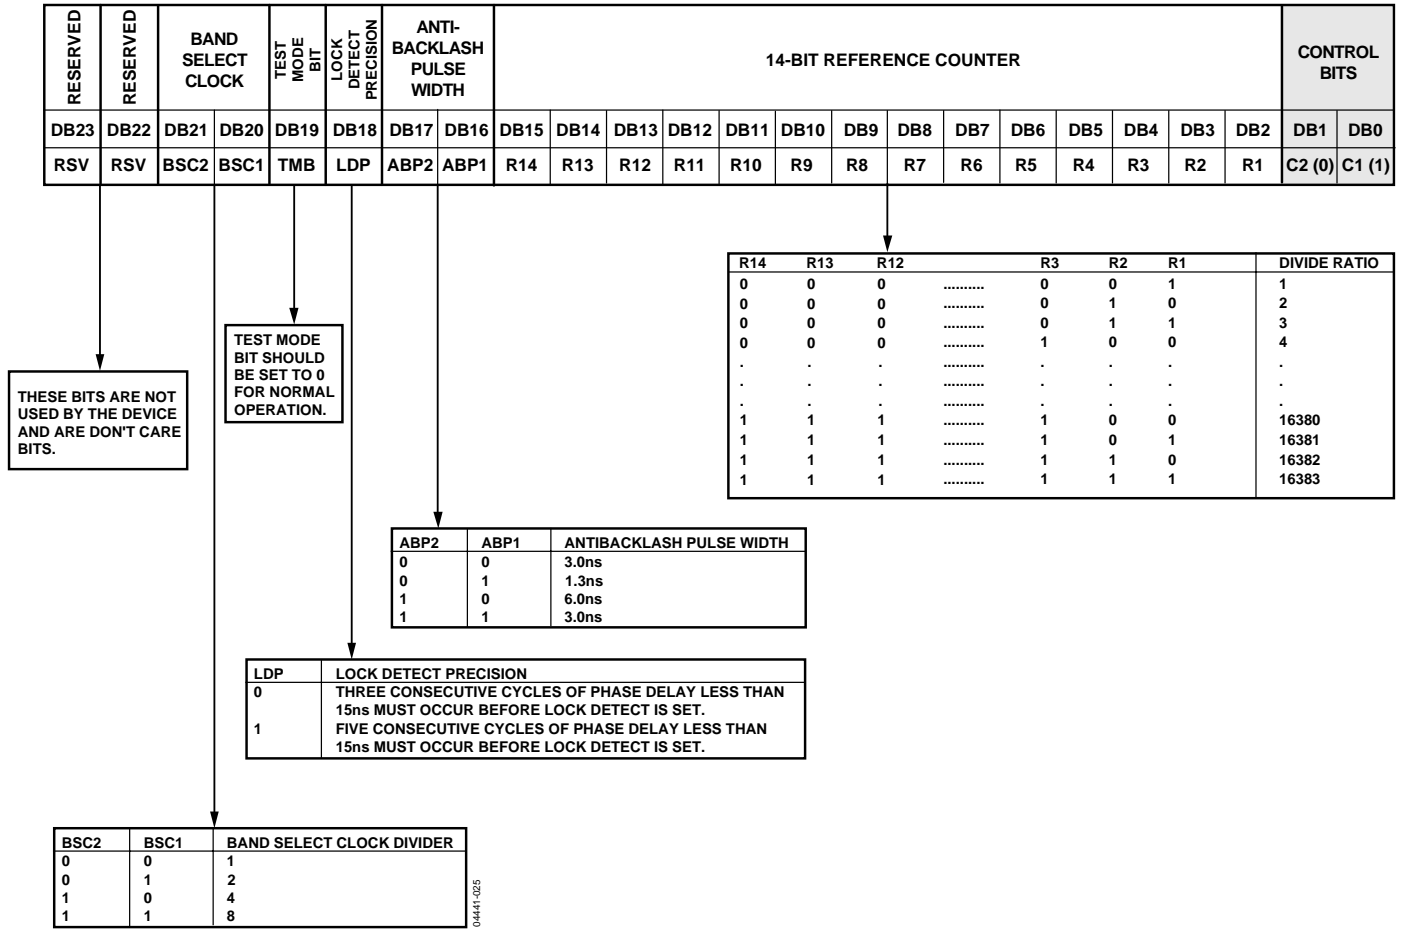 RESERVED
RESERVED
BAND
SELECT
CLOCK
TEST
MODE
BIT
LOCK
DETECT
PRECISION
ANTI-
BACKLASH
PULSE
WIDTH
14-BIT REFERENCE COUNTER
CONTROL
BITS
DB23 DB22 DB21 DB20 DB19 DB18 DB17 DB16 DB15 DB14 DB13 DB12 DB11 DB10 DB9 DB8 DB7 DB6 DB5 DB4 DB3 DB2 DB1 DB0
RSV RSV BSC2 BSC1 TMB LDP ABP2 ABP1 R14 R13 R12 R11 R10 R9 R8 R7 R6 R5 R4 R3 R2 R1 C2 (0) C1 (1)
R14 R13 R12 R3 R2 R1 DIVIDE RATIO
0 0 0 .......... 0 0 1 1
0 0 0 .......... 0 1 0 2
0 0 0 .......... 0 1 1 3
0 0 0 .......... 1 0 0 4
. . . .......... . . . .
. . . .......... . . . .
. . . .......... . . . .
1 1 1 .......... 1 0 0 16380
1 1 1 .......... 1 0 1 16381
1 1 1 .......... 1 1 0 16382
1 1 1 .......... 1 1 1 16383
TEST MODE
BIT SHOULD
BE SET TO 0
FOR NORMAL
OPERATION.
THESE BITS ARE NOT
USED BY THE DEVICE
AND ARE DON'T CARE
BITS.
ABP2 ABP1 ANTIBACKLASH PULSE WIDTH
0 0 3.0ns
0 1 1.3ns
1 0 6.0ns
1 1 3.0ns
LDP LOCK DETECT PRECISION
0 THREE CONSECUTIVE CYCLES OF PHASE DELAY LESS THAN
15ns MUST OCCUR BEFORE LOCK DETECT IS SET.
1 FIVE CONSECUTIVE CYCLES OF PHASE DELAY LESS THAN
15ns MUST OCCUR BEFORE LOCK DETECT IS SET.
BSC2 BSC1 BAND SELECT CLOCK DIVIDER
0 0 1
0 1 2
1 0 4
1 1 8
04441-025